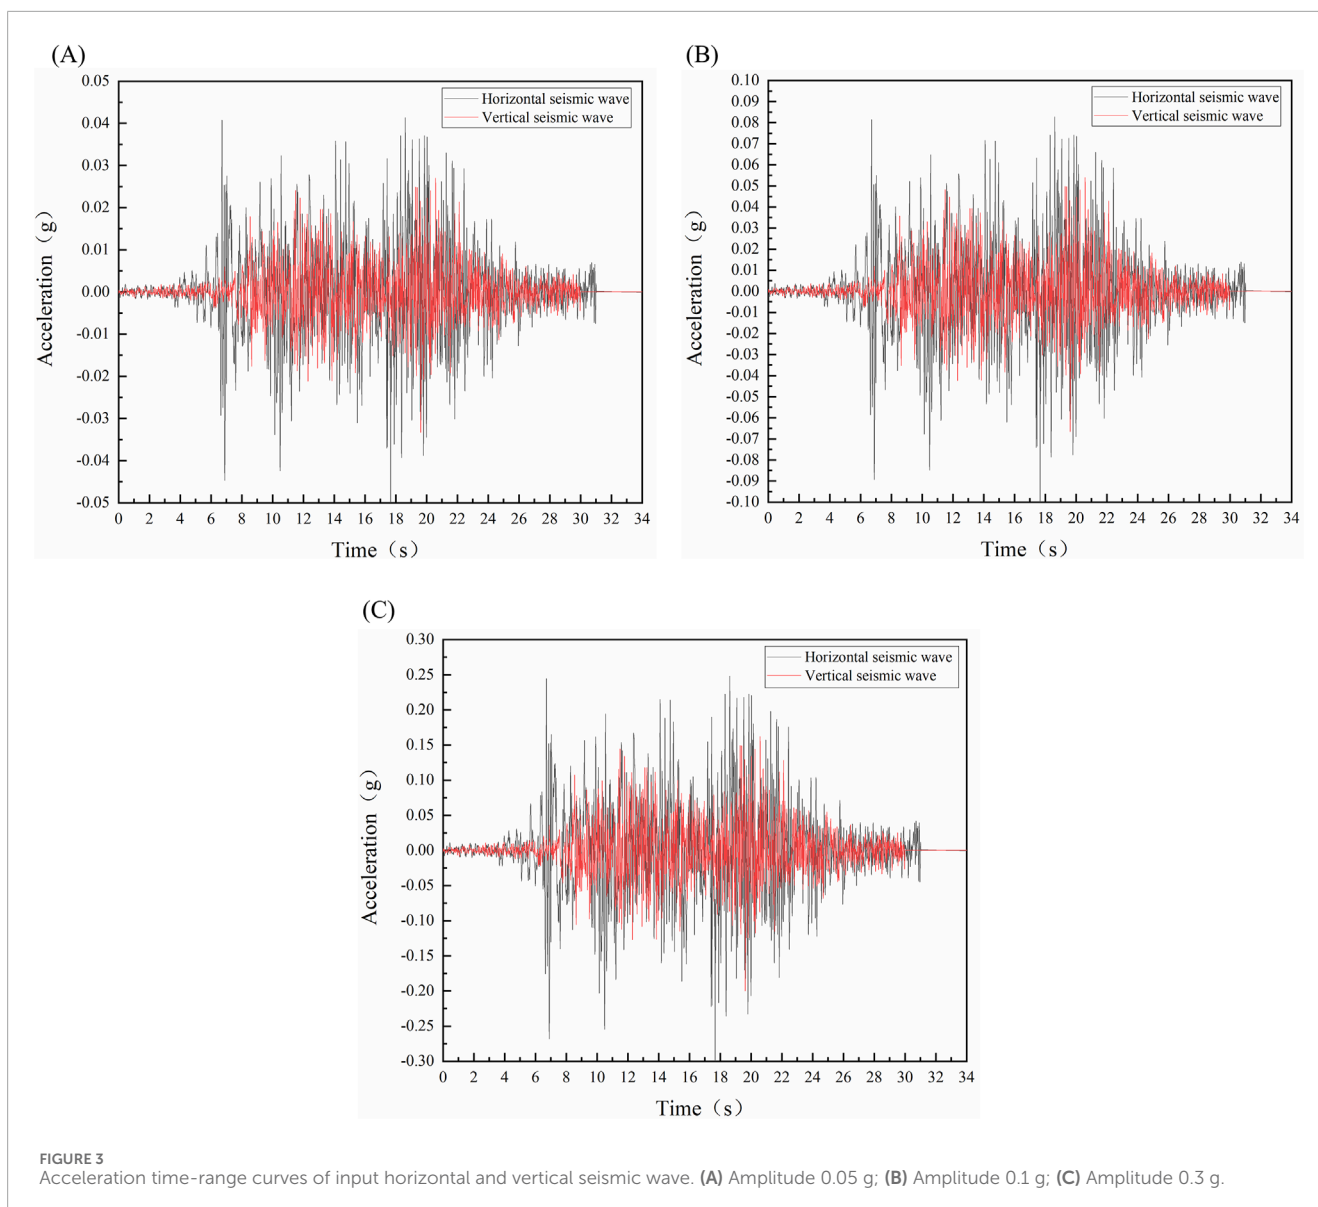 (A)
0.05
0.04
0.03
0.02
0.01
0.00
-0.01
-0.02
-0.03
-0.04
-0.05
Acceleration（g）
Horizontal seismic wave
Vertical seismic wave
0 2 4 6 8 10 12 14 16 18 20 22 24 26 28 30 32 34
Time（s）
(B)
0.10
0.09
0.08
0.07
0.06
0.05
0.04
0.03
0.02
0.01
0.00
-0.01
-0.02
-0.03
-0.04
-0.05
-0.06
-0.07
-0.08
-0.09
-0.10
Acceleration（g）
Horizontal seismic wave
Vertical seismic wave
0 2 4 6 8 10 12 14 16 18 20 22 24 26 28 30 32 34
Time（s）
(C)
0.30
0.25
0.20
0.15
0.10
0.05
0.00
-0.05
-0.10
-0.15
-0.20
-0.25
-0.30
Acceleration（g）
Horizontal seismic wave
Vertical seismic wave
0 2 4 6 8 10 12 14 16 18 20 22 24 26 28 30 32 34
Time（s）
FIGURE 3
Acceleration time-range curves of input horizontal and vertical seismic wave. (A) Amplitude 0.05 g; (B) Amplitude 0.1 g; (C) Amplitude 0.3 g.